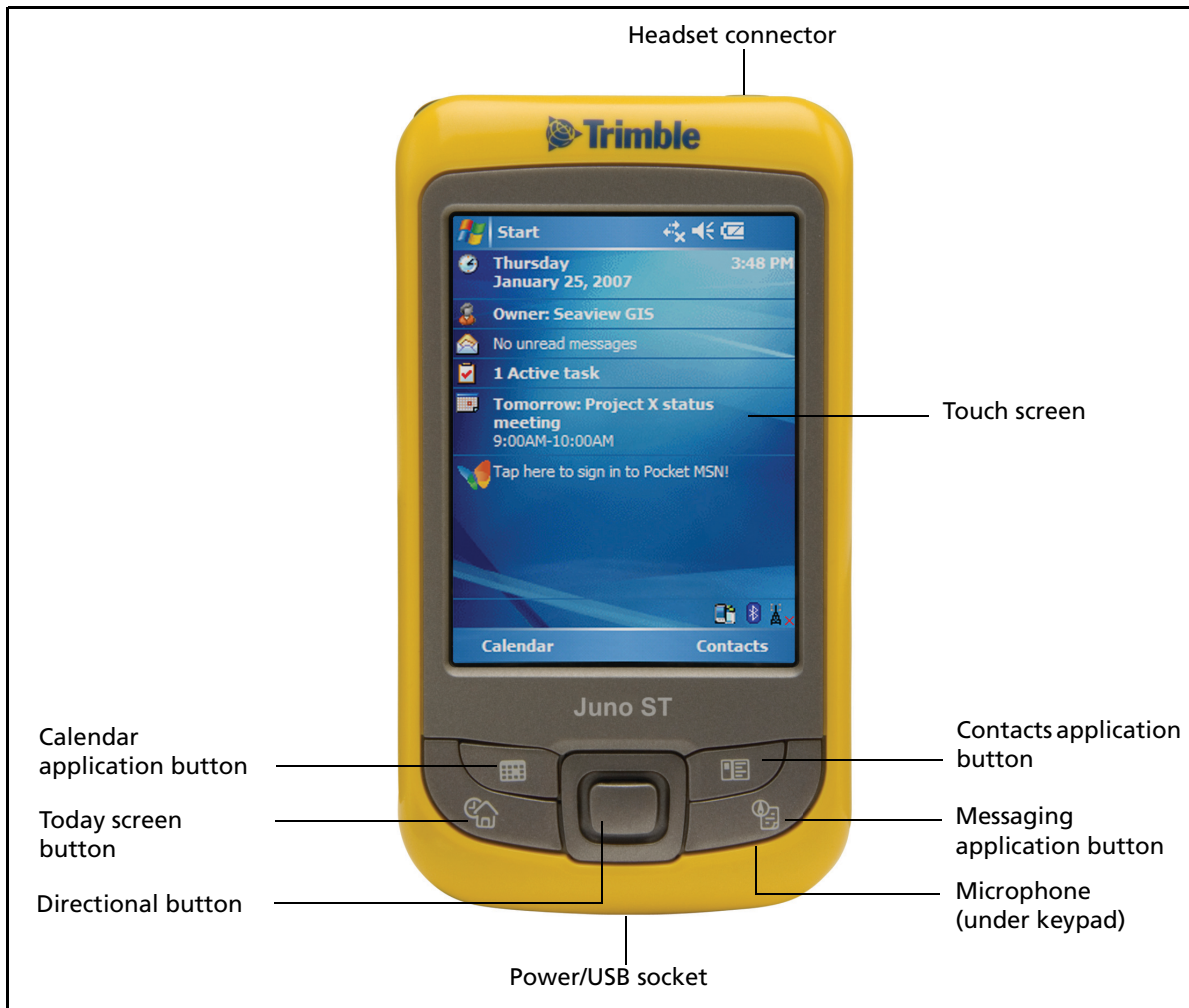 Headset connector
Trimble
Start
Thursday 3:48 PM
January 25, 2007
Owner: Seaview GIS
No unread messages
1 Active task
Tomorrow: Project X status
meeting
9:00AM-10:00AM
Touch screen
Tap here to sign in to Pocket MSN!
Calendar Contacts
Juno ST
Calendar
application button
Contacts application
button
Today screen
button
Messaging
application button
Directional button
Microphone
(under keypad)
Power/USB socket